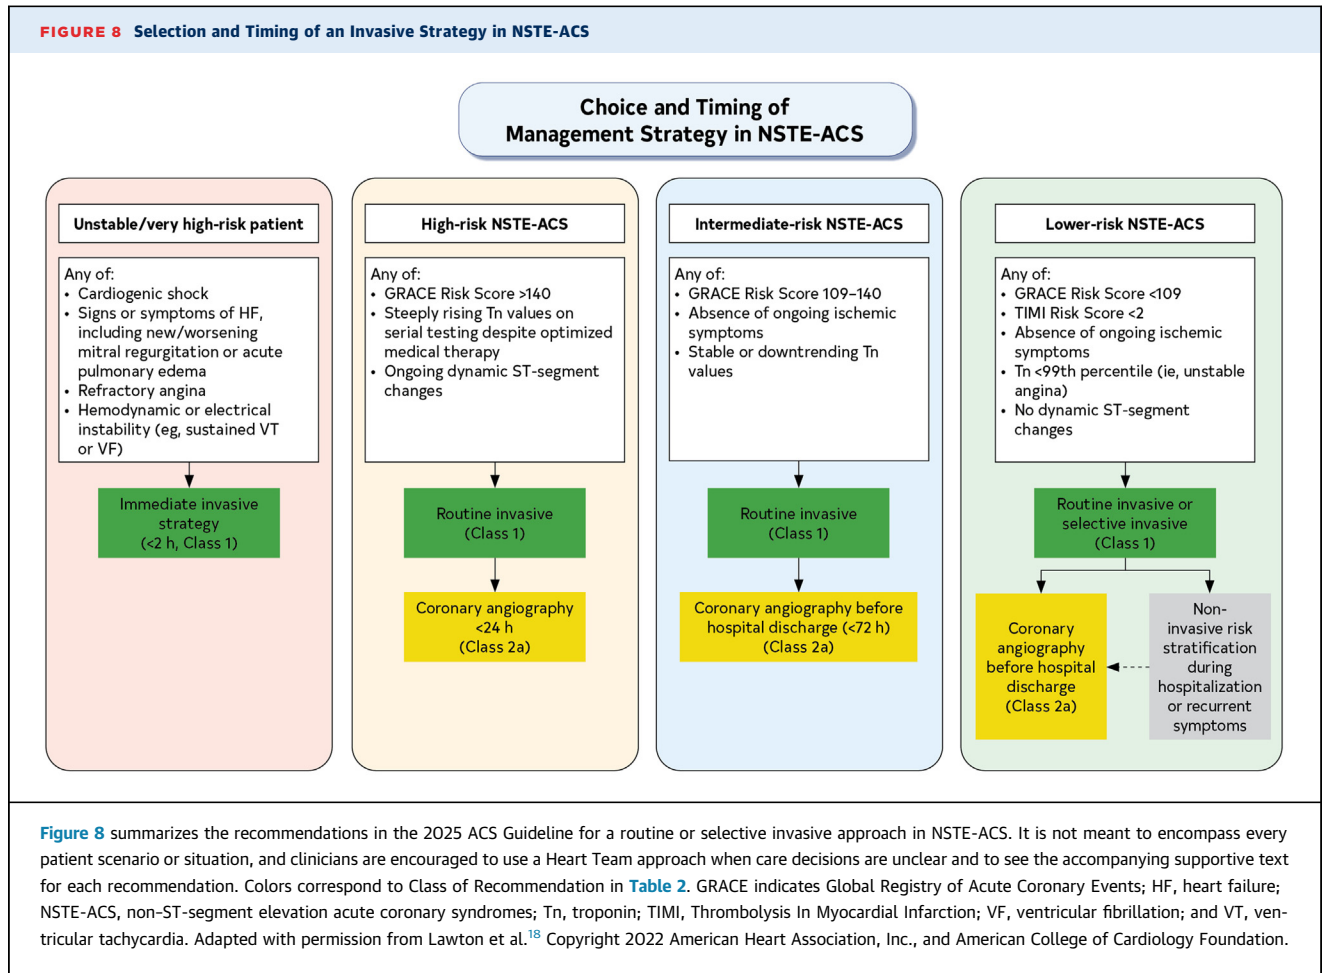 FIGURE 8 Selection and Timing of an Invasive Strategy in NSTE-ACS
Choice and Timing of
Management Strategy in NSTE-ACS
Unstable/very high-risk patient
Any of:
• Cardiogenic shock
• Signs or symptoms of HF,
including new/worsening
mitral regurgitation or acute
pulmonary edema
• Refractory angina
• Hemodynamic or electrical
instability (eg, sustained VT
or VF)
Immediate invasive
strategy
(<2 h, Class 1)
High-risk NSTE-ACS
Any of:
• GRACE Risk Score >140
• Steeply rising Tn values on
serial testing despite optimized
medical therapy
• Ongoing dynamic ST-segment
changes
Routine invasive
(Class 1)
Coronary angiography
<24 h
(Class 2a)
Intermediate-risk NSTE-ACS
Any of:
• GRACE Risk Score 109–140
• Absence of ongoing ischemic
symptoms
• Stable or downtrending Tn
values
Routine invasive
(Class 1)
Coronary angiography before
hospital discharge (<72 h)
(Class 2a)
Lower-risk NSTE-ACS
Any of:
• GRACE Risk Score <109
• TIMI Risk Score <2
• Absence of ongoing ischemic
symptoms
• Tn <99th percentile (ie, unstable
angina)
• No dynamic ST-segment
changes
Routine invasive or
selective invasive
(Class 1)
Coronary
angiography
before hospital
discharge
(Class 2a)
Non-
invasive risk
stratification
during
hospitalization
or recurrent
symptoms
Figure 8 summarizes the recommendations in the 2025 ACS Guideline for a routine or selective invasive approach in NSTE-ACS. It is not meant to encompass every
patient scenario or situation, and clinicians are encouraged to use a Heart Team approach when care decisions are unclear and to see the accompanying supportive text
for each recommendation. Colors correspond to Class of Recommendation in Table 2. GRACE indicates Global Registry of Acute Coronary Events; HF, heart failure;
NSTE-ACS, non–ST-segment elevation acute coronary syndromes; Tn, troponin; TIMI, Thrombolysis In Myocardial Infarction; VF, ventricular fibrillation; and VT, ven-
tricular tachycardia. Adapted with permission from Lawton et al.18 Copyright 2022 American Heart Association, Inc., and American College of Cardiology Foundation.